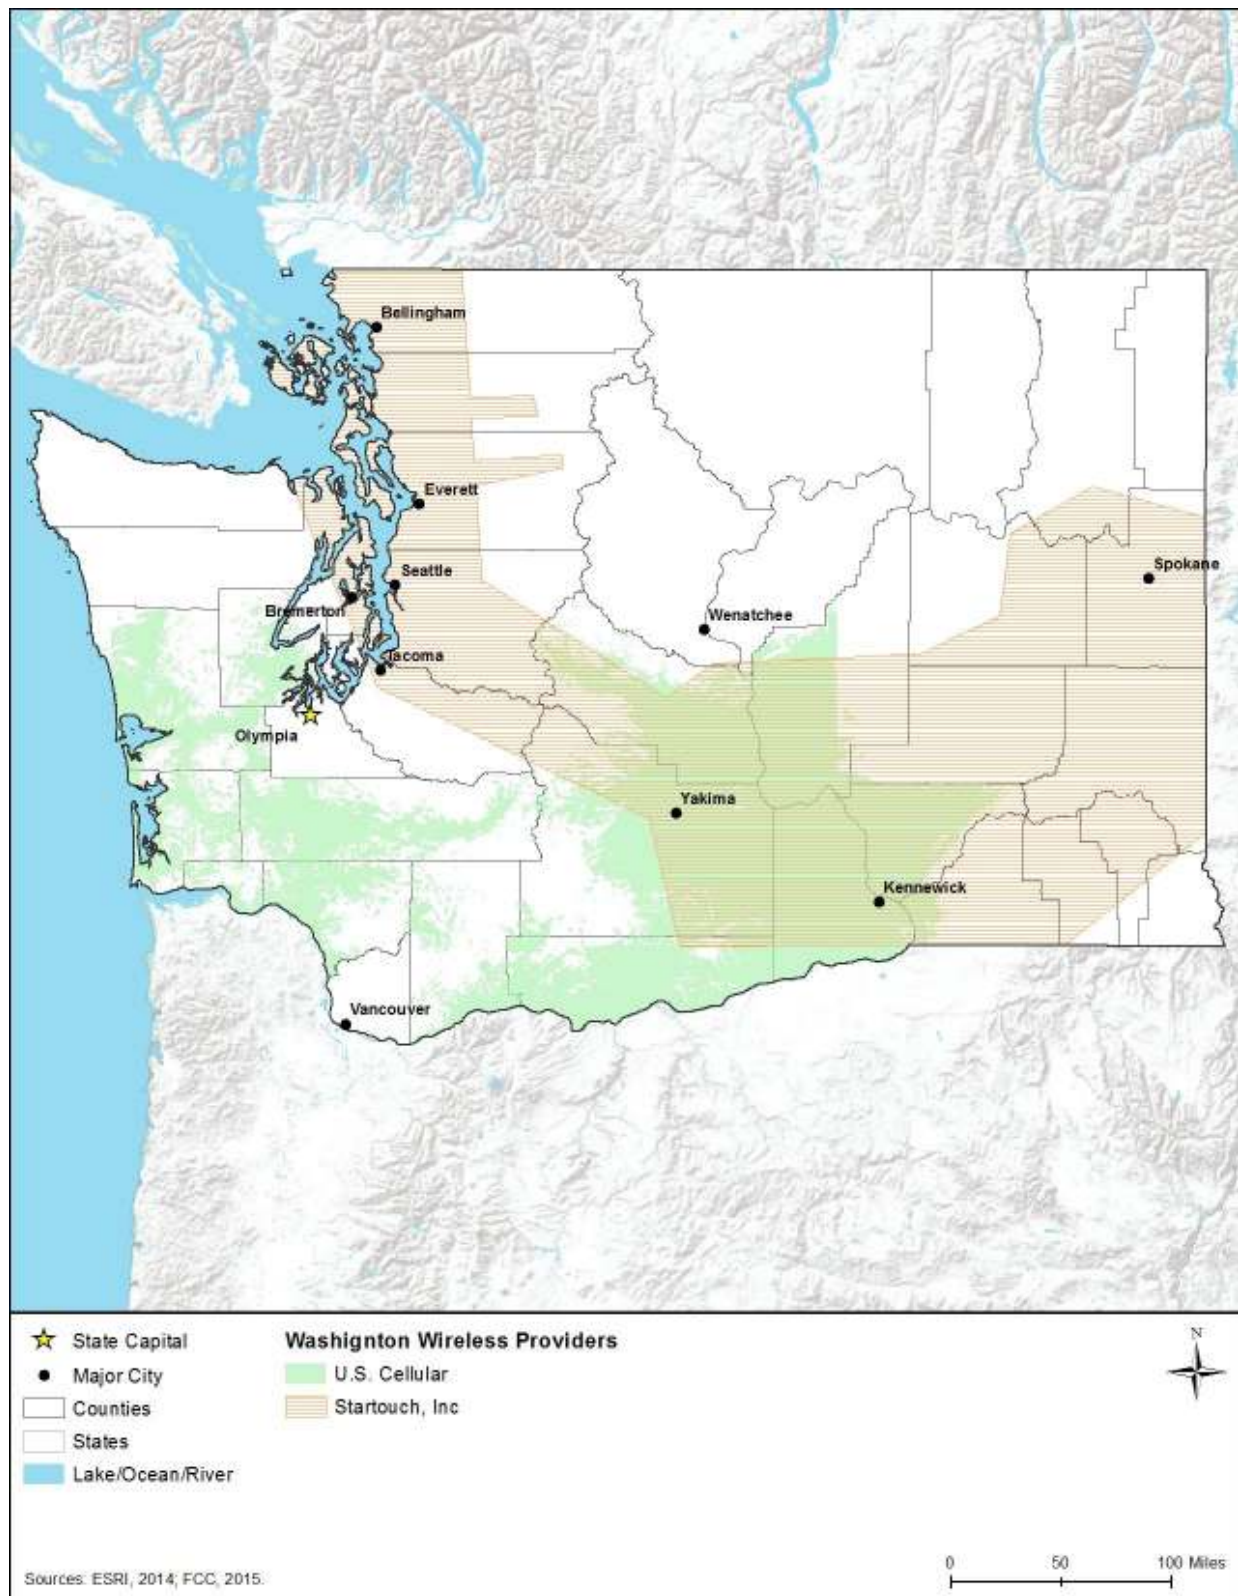 Bellingham
Everett
Seattle
Spokane
Bremerton
Wenatchee
Tacoma
Olympia
Yakima
Kennewick
Vancouver
State Capital
Major City
Counties
States
Lake/Ocean/River
Washignton Wireless Providers
U.S. Cellular
Startouch, Inc
N
Sources: ESRI, 2014; FCC, 2015.
0 50 100 Miles